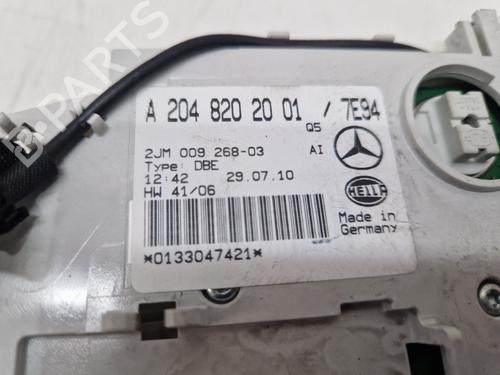 A 204 820 20 01 / 7E94
Q5
2JM 009 268-03 AI
Type: DBE
12:42 29.07.10
HW 41/06
HELLA
Made in
Germany
*0133047421*
B-PARTS